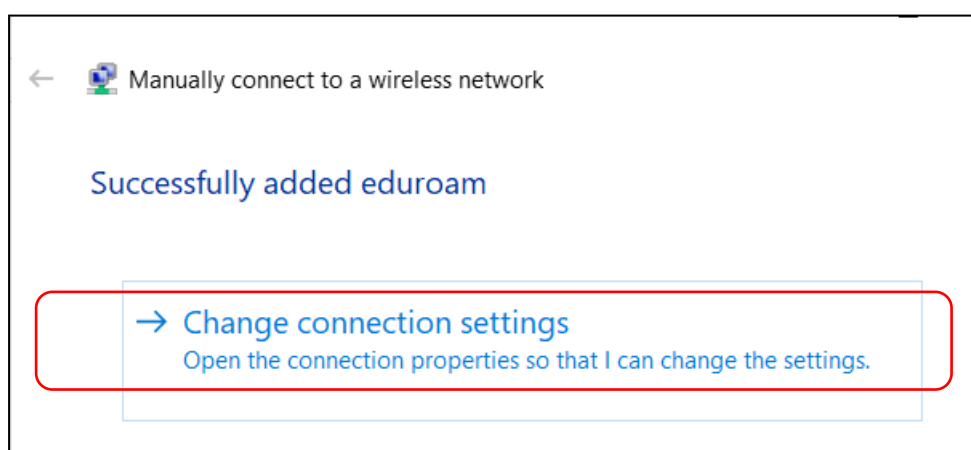 Manually connect to a wireless network
Successfully added eduroam
Change connection settings
Open the connection properties so that I can change the settings.